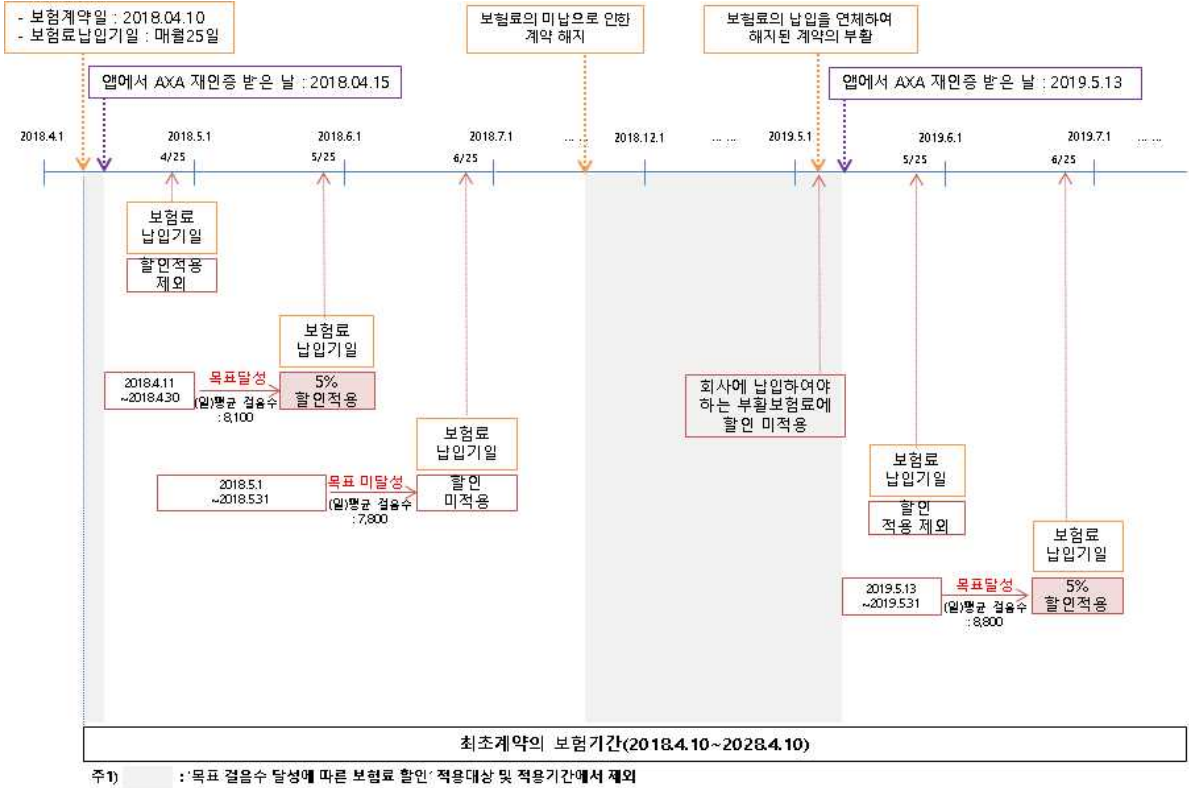 - 보험계약일 : 2018.04.10
- 보험료납입기일 : 매월25일
보험료의 미납으로 인한
계약 해지
보험료의 납입을 연체하여
해지된 계약의 부활
앱에서 AXA 재인증 받은 날 : 2018.04.15
앱에서 AXA 재인증 받은 날 : 2019.5.13
2018.4.1
2018.5.1
2018.6.1
2018.7.1
... ...
2018.12.1
... ...
2019.5.1
2019.6.1
2019.7.1
... ...
4/25
5/25
6/25
5/25
6/25
보험료
납입기일
할인적용
제외
보험료
납입기일
2018.4.11
~2018.4.30
목표달성
(일)평균 걸음수
: 8,100
5%
할인적용
회사에 납입하여야
하는 부활보험료에
할인 미적용
보험료
납입기일
2018.5.1
~2018.5.31
목표 미달성
(일)평균 걸음수
: 7,800
할인
미적용
보험료
납입기일
할인
적용 제외
보험료
납입기일
2019.5.13
~2019.5.31
목표달성
(일)평균 걸음수
: 8,800
5%
할인적용
최초계약의 보험기간(2018.4.10~2028.4.10)
주1) : '목표 걸음수 달성에 따른 보험료 할인' 적용대상 및 적용기간에서 제외